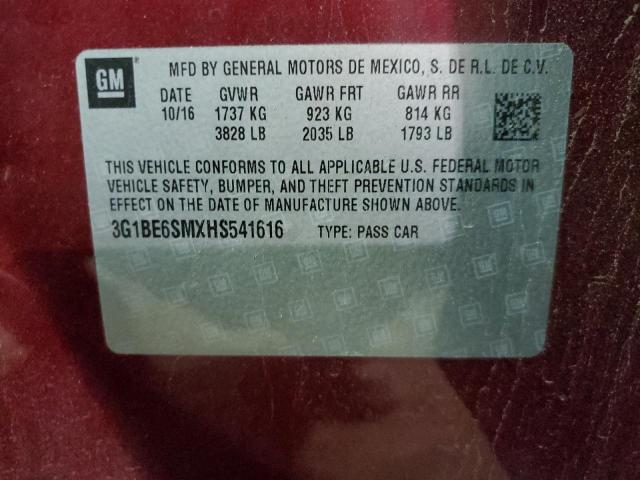 GM
MFD BY GENERAL MOTORS DE MEXICO, S. DE R.L. DE C.V.
DATE GVWR GAWR FRT GAWR RR
10/16 1737 KG 923 KG 814 KG
3828 LB 2035 LB 1793 LB
THIS VEHICLE CONFORMS TO ALL APPLICABLE U.S. FEDERAL MOTOR
VEHICLE SAFETY, BUMPER, AND THEFT PREVENTION STANDARDS IN
EFFECT ON THE DATE OF MANUFACTURE SHOWN ABOVE.
3G1BE6SMXHS541616 TYPE: PASS CAR